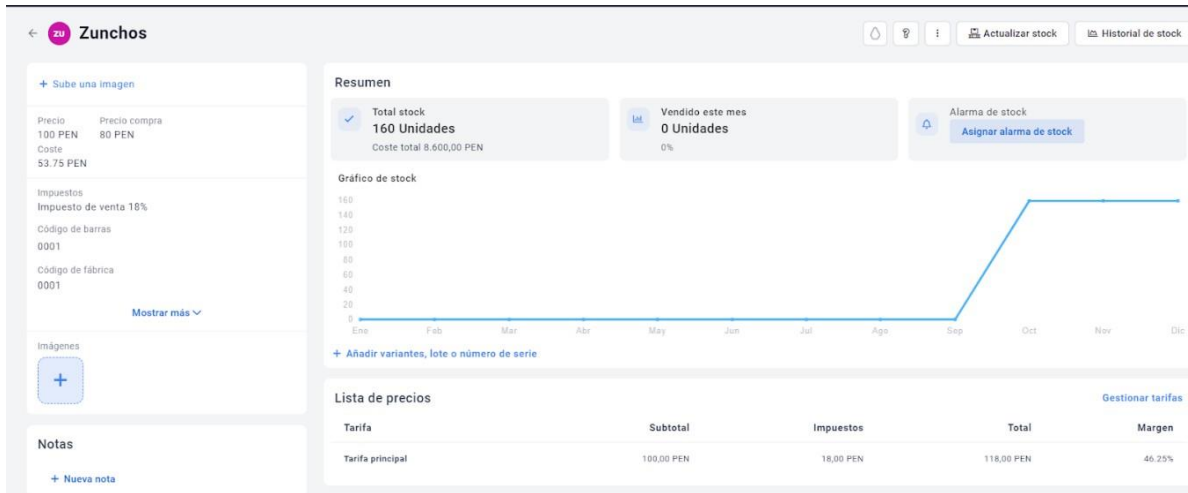 ZU Zunchos
Actualizar stock
Historial de stock
+ Sube una imagen
Precio Precio compra
100 PEN 80 PEN
Coste
53.75 PEN
Impuestos
Impuesto de venta 18%
Código de barras
0001
Código de fábrica
0001
Mostrar más
Imágenes
+
Notas
+ Nueva nota
Resumen
Total stock
160 Unidades
Coste total 8.600,00 PEN
Vendido este mes
0 Unidades
0%
Alarma de stock
Asignar alarma de stock
Gráfico de stock
160
140
120
100
80
60
40
20
0
Ene Feb Mar Abr May Jun Jul Ago Sep Oct Nov Dic
+ Añadir variantes, lote o número de serie
Lista de precios Gestionar tarifas
Tarifa Subtotal Impuestos Total Margen
Tarifa principal 100,00 PEN 18,00 PEN 118,00 PEN 46.25%